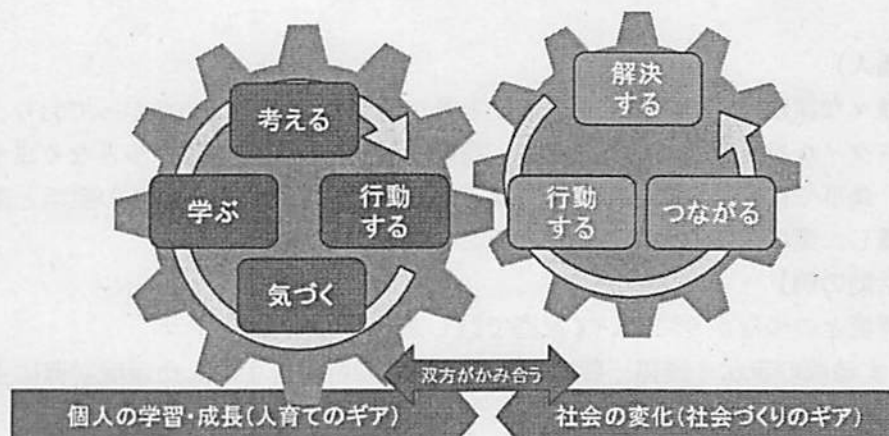 考える
学ぶ
行動
する
気づく
解決
する
行動
する
つながる
双方がかみ合う
個人の学習・成長(人育てのギア)
社会の変化(社会づくりのギア)